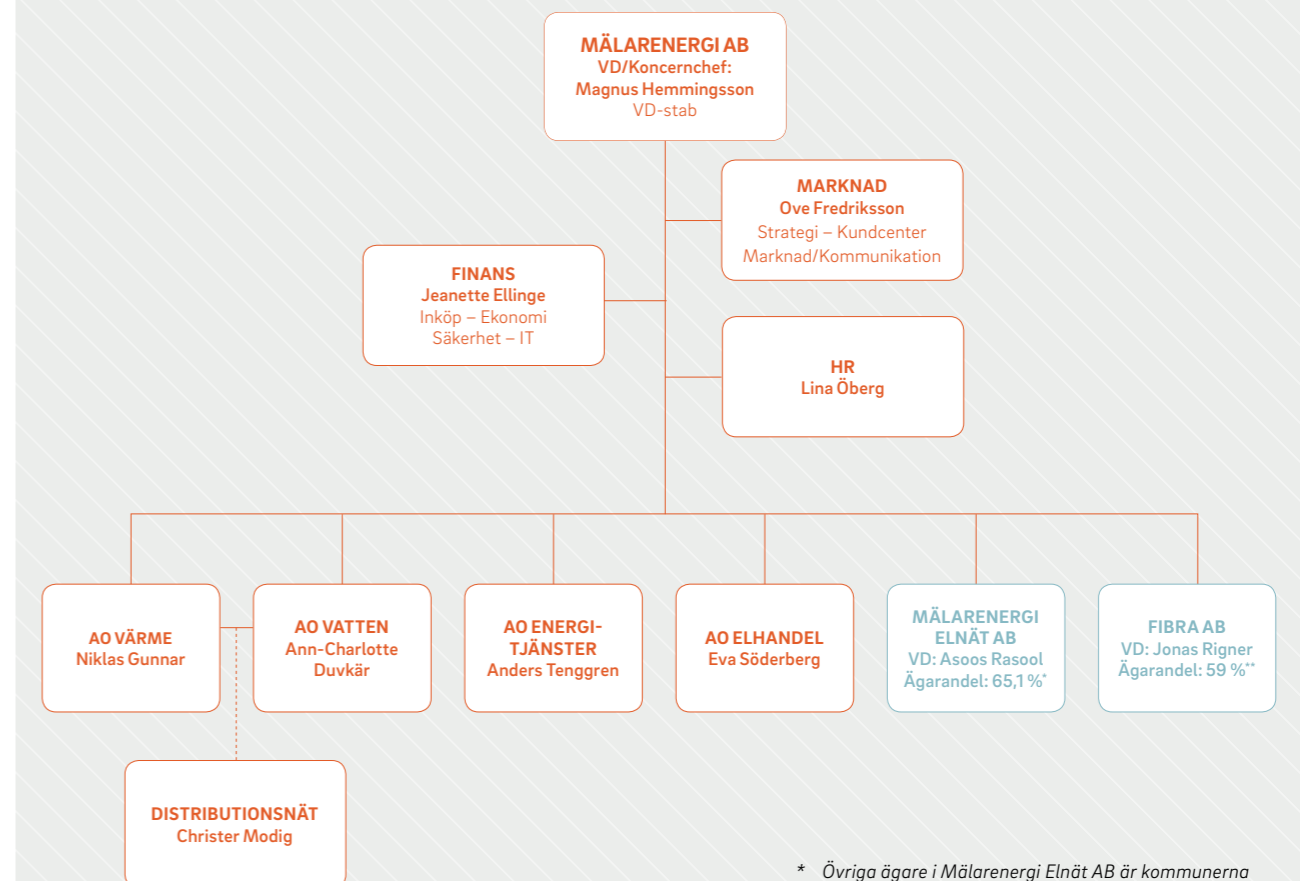 MÄLARENERGI AB
VD/Koncernchef:
Magnus Hemmingsson
VD-stab
MARKNAD
Ove Fredriksson
Strategi – Kundcenter
Marknad/Kommunikation
FINANS
Jeanette Ellinge
Inköp – Ekonomi
Säkerhet – IT
HR
Lina Öberg
AO VÄRME
Niklas Gunnar
AO VATTEN
Ann-Charlotte
Duvkär
AO ENERGI-
TJÄNSTER
Anders Tenggren
AO ELHANDEL
Eva Söderberg
MÄLARENERGI
ELNÄT AB
VD: Asoos Rasool
Ägarandel: 65,1 %*
FIBRA AB
VD: Jonas Rigner
Ägarandel: 59 %**
DISTRIBUTIONSNÄT
Christer Modig
* Övriga ägare i Mälarenergi Elnät AB är kommunerna